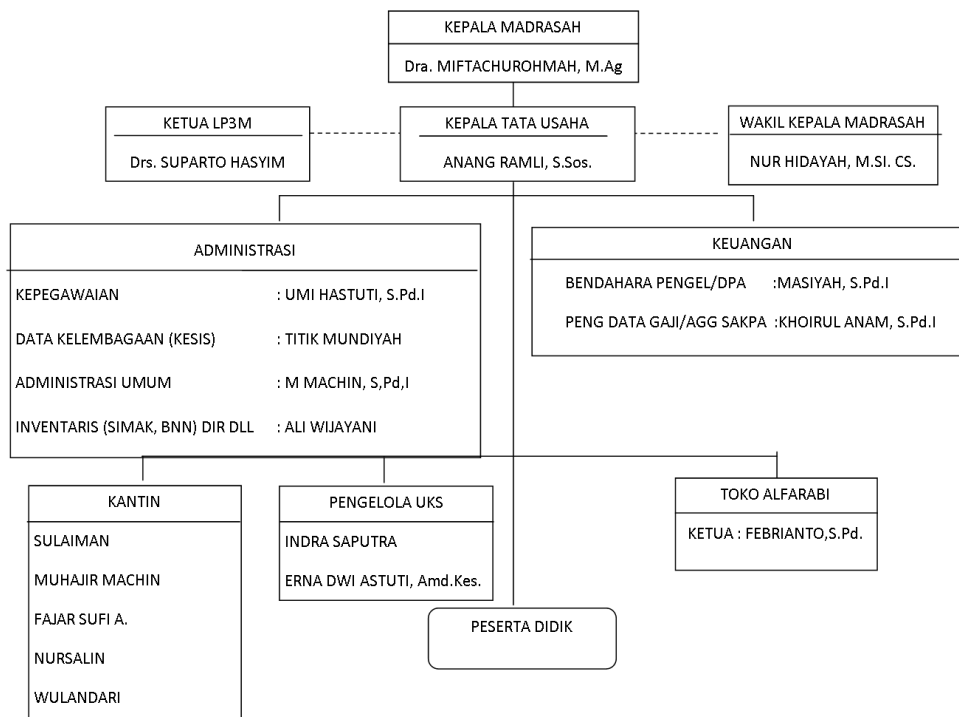 KEPALA MADRASAH
Dra. MIFTACHUROHMAH, M.Ag
KETUA LP3M
Drs. SUPARTO HASYIM
KEPALA TATA USAHA
ANANG RAMLI, S.Sos.
WAKIL KEPALA MADRASAH
NUR HIDAYAH, M.SI. CS.
ADMINISTRASI
KEPEGAWAIAN : UMI HASTUTI, S.Pd.I
DATA KELEMBAGAAN (KESIS) : TITIK MUNDIYAH
ADMINISTRASI UMUM : M MACHIN, S,Pd,I
INVENTARIS (SIMAK, BNN) DIR DLL : ALI WIJAYANI
KEUANGAN
BENDAHARA PENGEL/DPA :MASIYAH, S.Pd.I
PENG DATA GAJI/AGG SAKPA :KHOIRUL ANAM, S.Pd.I
KANTIN
SULAIMAN
MUHAJIR MACHIN
FAJAR SUFI A.
NURSALIN
WULANDARI
PENGELOLA UKS
INDRA SAPUTRA
ERNA DWI ASTUTI, Amd.Kes.
TOKO ALFARABI
KETUA : FEBRIANTO,S.Pd.
PESERTA DIDIK